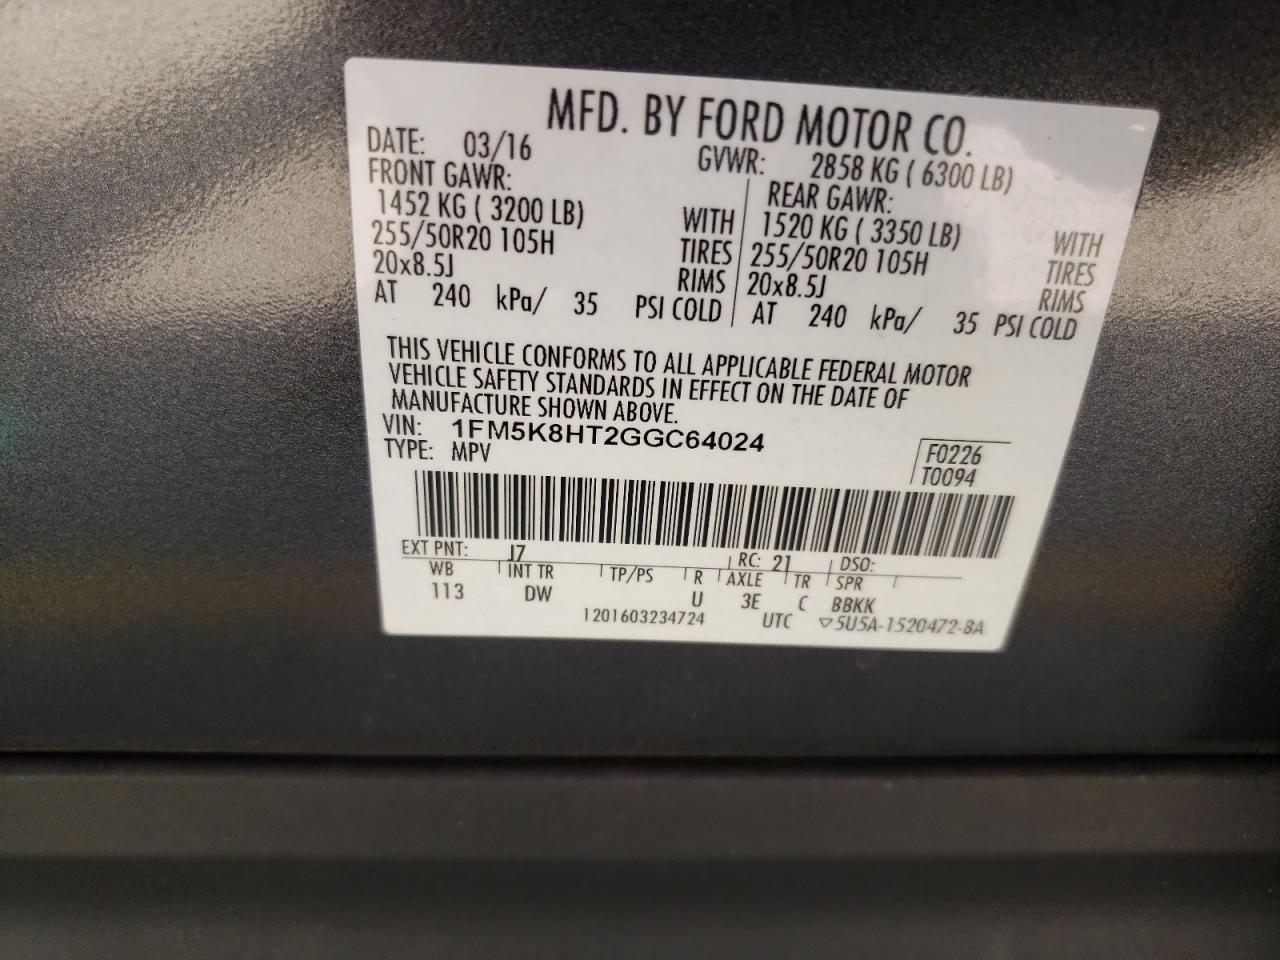 MFD. BY FORD MOTOR CO.
DATE: 03/16 GVWR: 2858 KG ( 6300 LB)
FRONT GAWR: REAR GAWR:
1452 KG ( 3200 LB) WITH 1520 KG ( 3350 LB) WITH
255/50R20 105H TIRES 255/50R20 105H TIRES
20x8.5J RIMS 20x8.5J RIMS
AT 240 kPa/ 35 PSI COLD AT 240 kPa/ 35 PSI COLD
THIS VEHICLE CONFORMS TO ALL APPLICABLE FEDERAL MOTOR
VEHICLE SAFETY STANDARDS IN EFFECT ON THE DATE OF
MANUFACTURE SHOWN ABOVE.
VIN: 1FM5K8HT2GGC64024
TYPE: MPV
F0226
T0094
EXT PNT: J7 RC: 21 DSO:
WB INT TR TP/PS R AXLE TR SPR
113 DW U 3E C BBKK
1201603234724 UTC ▽5U5A-1520472-BA